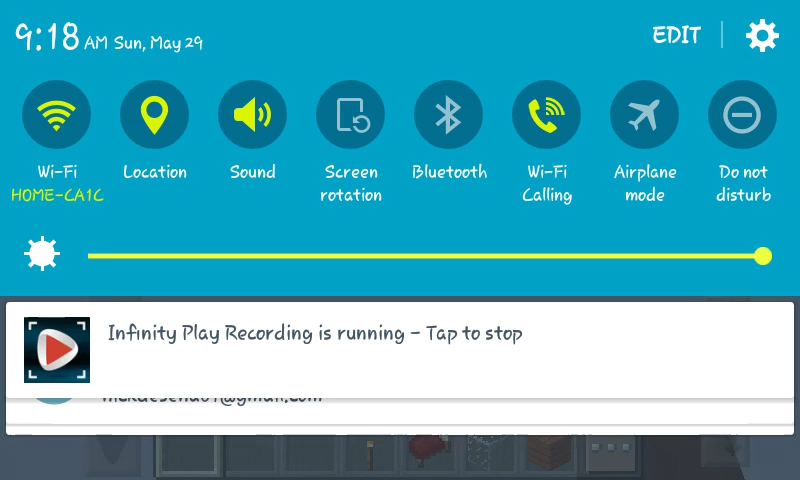 9:18 AM Sun, May 29
EDIT
Wi-Fi
HOME-CA1C
Location
Sound
Screen
rotation
Bluetooth
Wi-Fi
Calling
Airplane
mode
Do not
disturb
Infinity Play Recording is running - Tap to stop